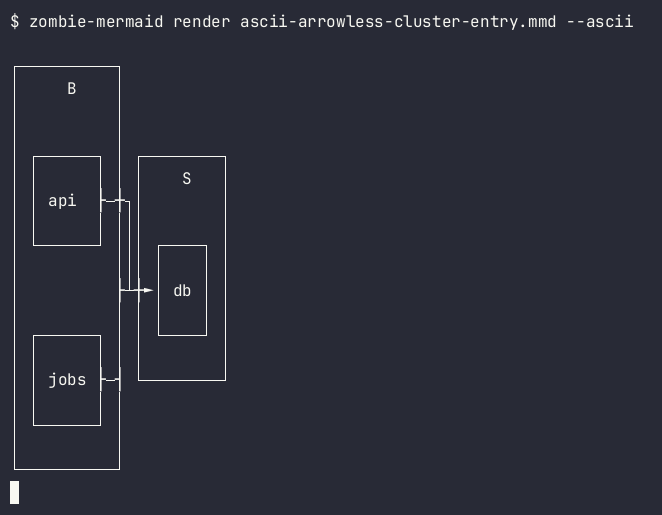 $ zombie-mermaid render ascii-arrowless-cluster-entry.mmd --ascii
B
S
api
db
jobs